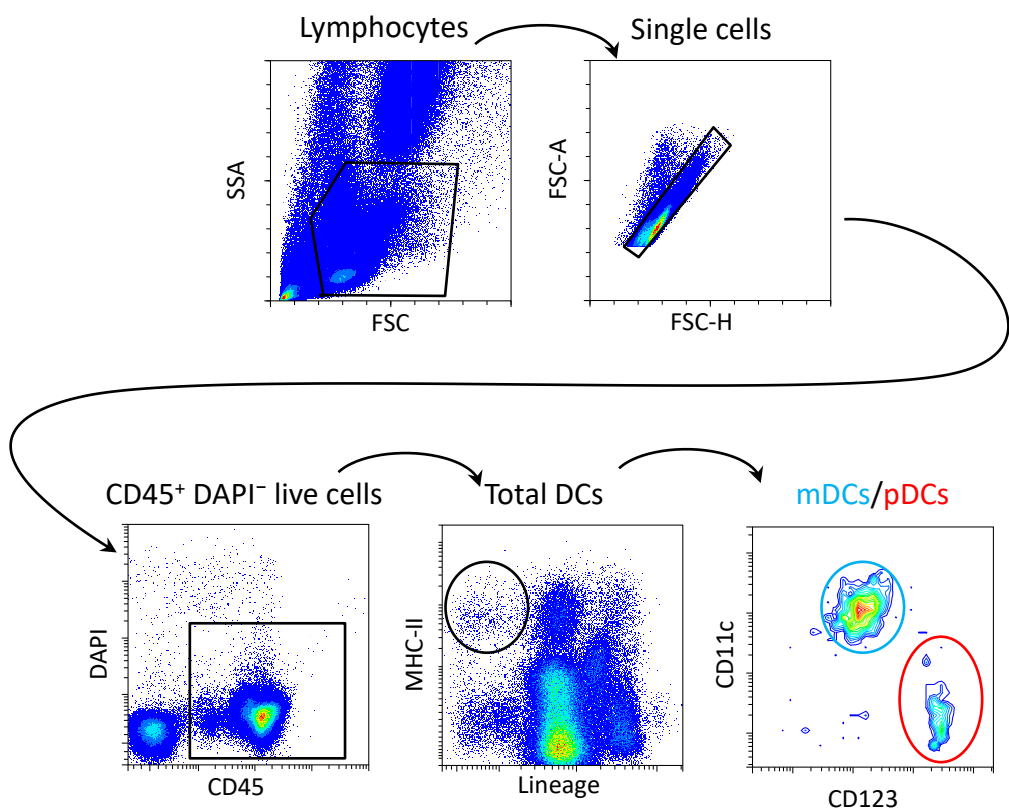 Lymphocytes
Single cells
SSA
FSC
FSC-A
FSC-H
CD45⁺ DAPI⁻ live cells
Total DCs
mDCs/pDCs
DAPI
CD45
MHC-II
Lineage
CD11c
CD123